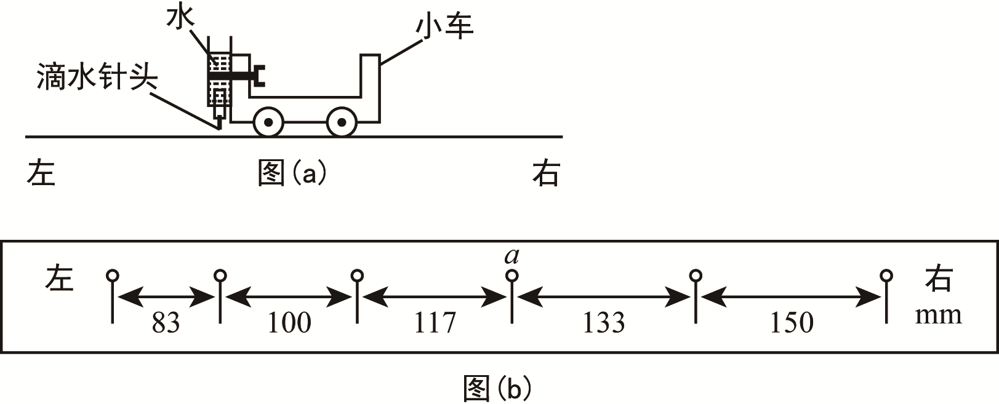 水
小车
滴水针头
左 图(a) 右
a
左 右
83 100 117 133 150 mm
图(b)